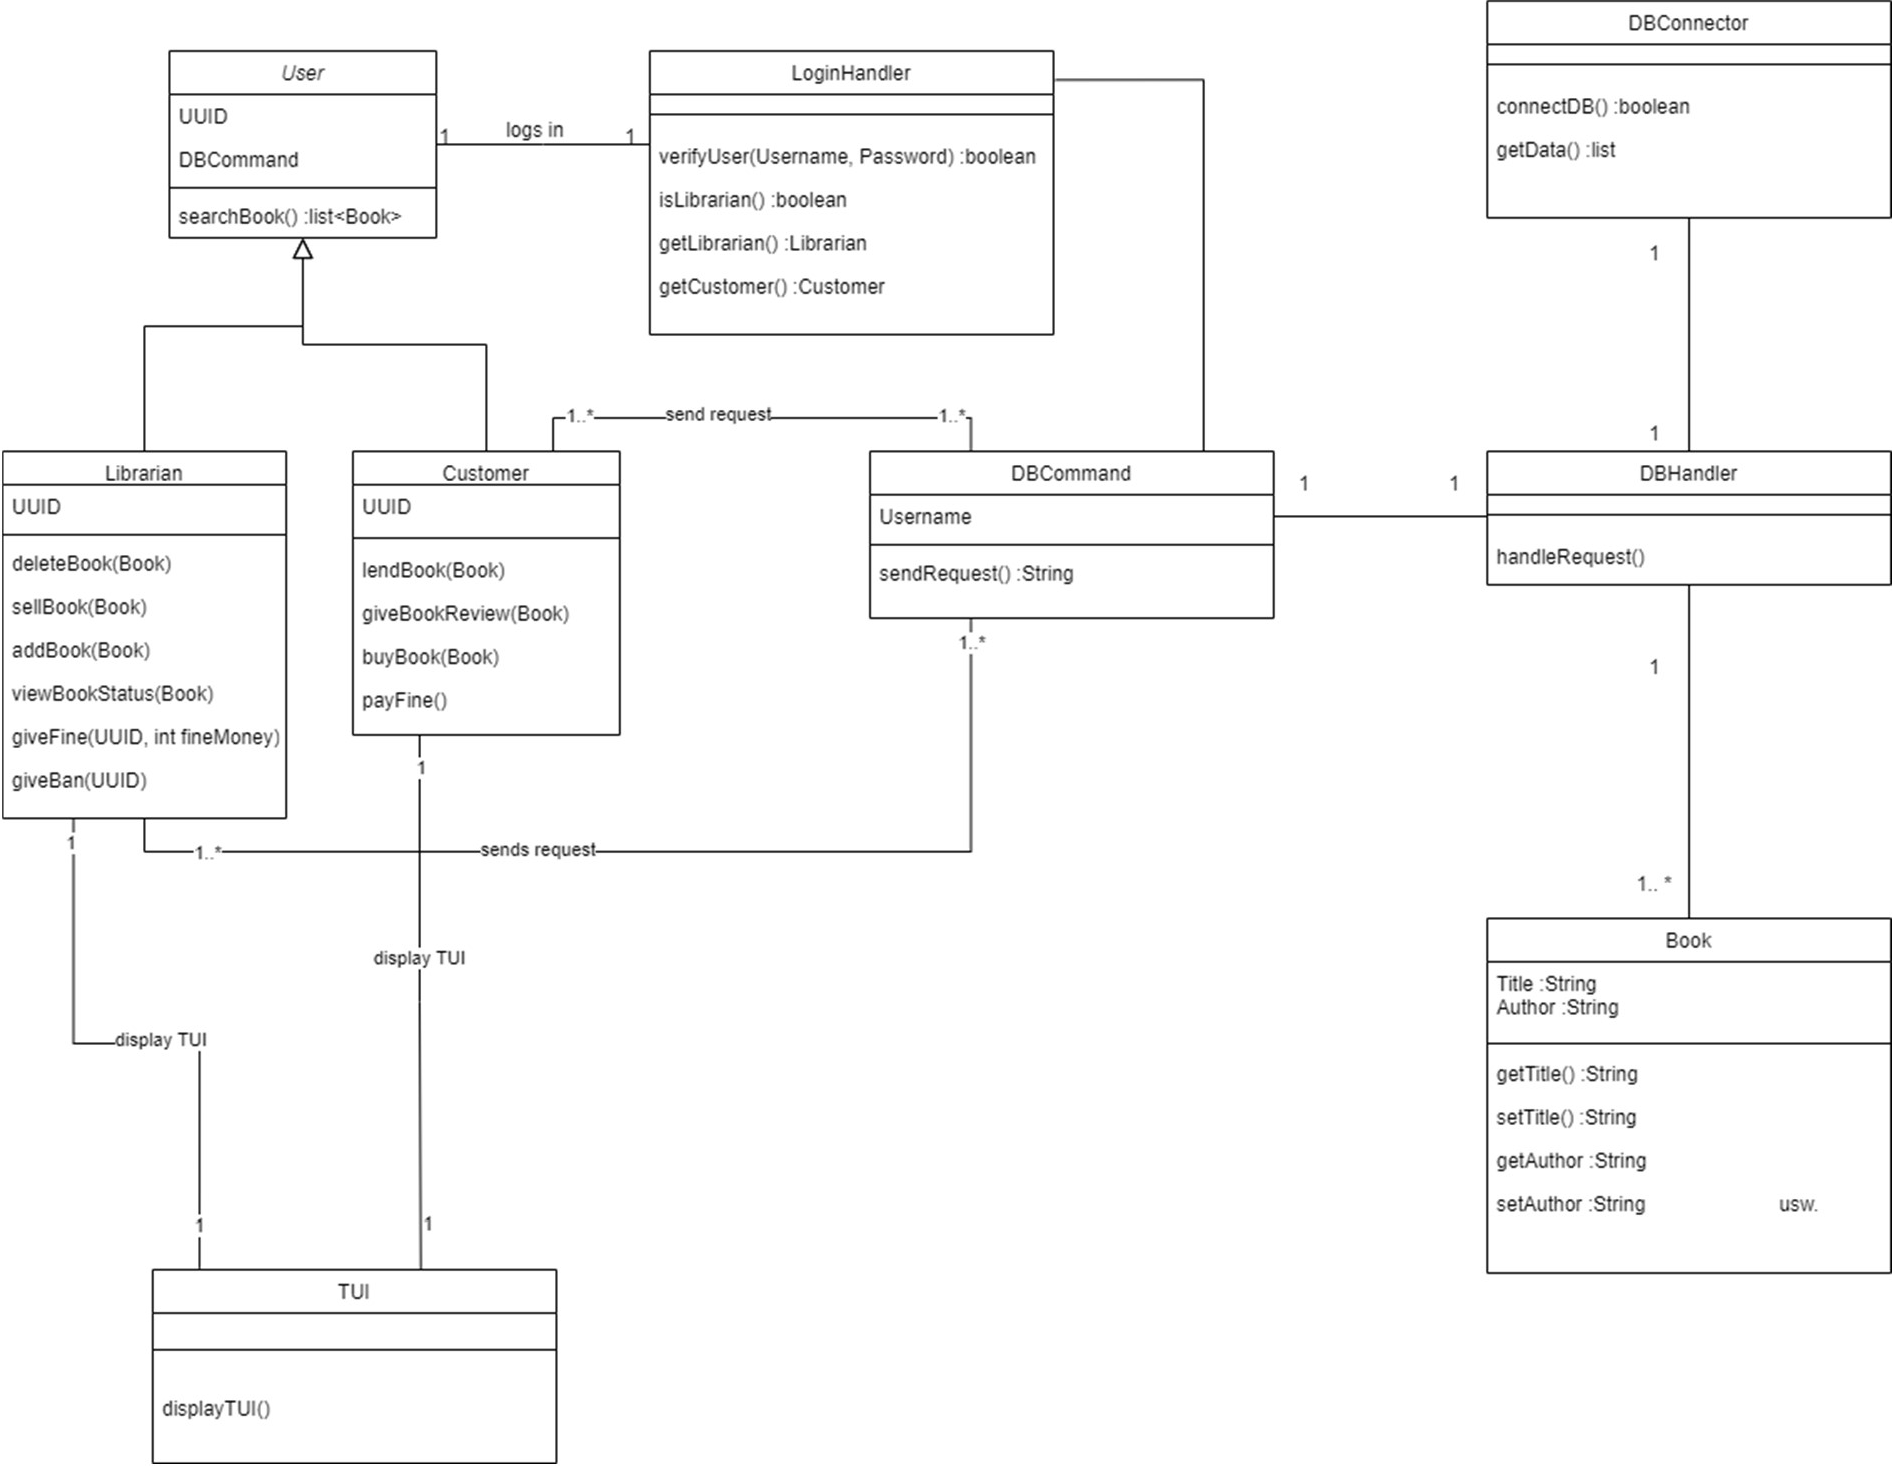 User
UUID
DBCommand
searchBook() :list<Book>
1
logs in
1
LoginHandler
verifyUser(Username, Password) :boolean
isLibrarian() :boolean
getLibrarian() :Librarian
getCustomer() :Customer
DBConnector
connectDB() :boolean
getData() :list
1
1
1..*
send request
1..*
Librarian
UUID
deleteBook(Book)
sellBook(Book)
addBook(Book)
viewBookStatus(Book)
giveFine(UUID, int fineMoney)
giveBan(UUID)
Customer
UUID
lendBook(Book)
giveBookReview(Book)
buyBook(Book)
payFine()
DBCommand
Username
sendRequest() :String
1
1
DBHandler
handleRequest()
1..*
1
1
1
1..*
sends request
1.. *
display TUI
display TUI
Book
Title :String
Author :String
getTitle() :String
setTitle() :String
getAuthor :String
setAuthor :String
usw.
1
1
TUI
displayTUI()